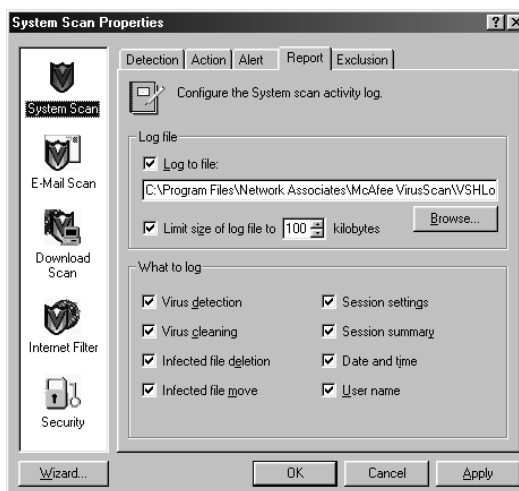 System Scan Properties
System Scan
E-Mail Scan
Download
Scan
Internet Filter
Security
Wizard...
Detection
Action
Alert
Report
Exclusion
Configure the System scan activity log.
Log file
Log to file:
C:\Program Files\Network Associates\McAfee VirusScan\VSHLo
Limit size of log file to 100 kilobytes
Browse...
What to log
Virus detection
Virus cleaning
Infected file deletion
Infected file move
Session settings
Session summary
Date and time
User name
OK
Cancel
Apply